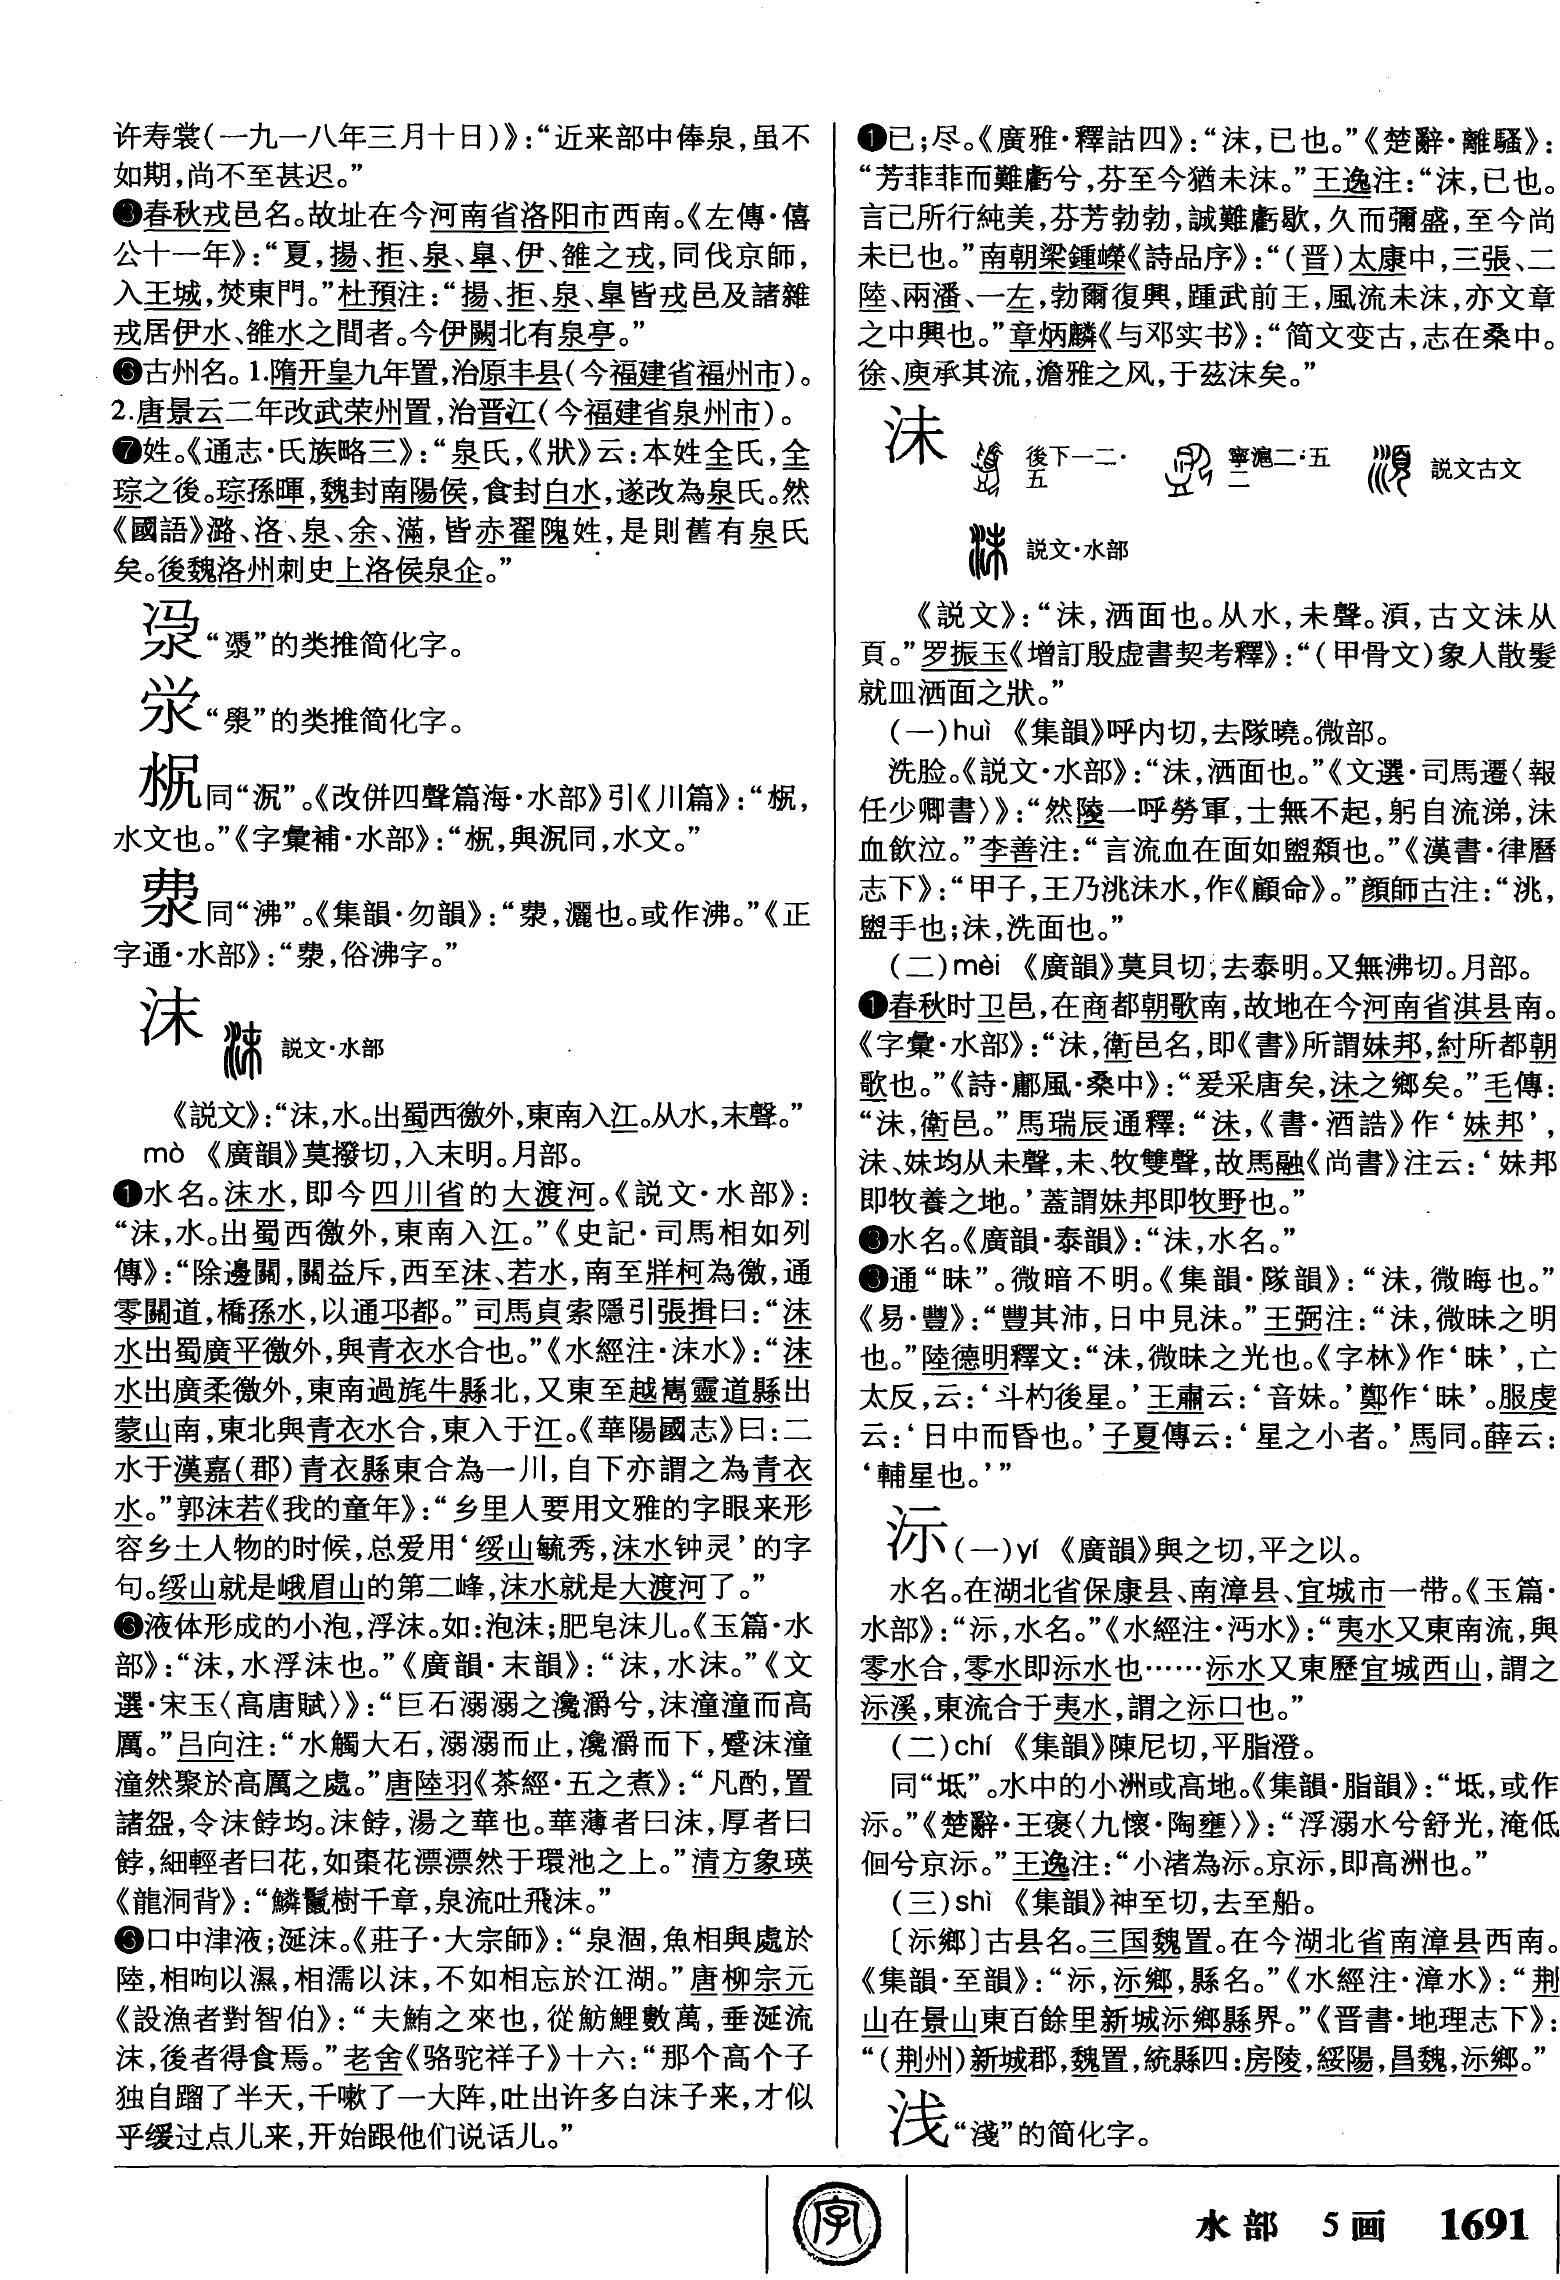 许寿裳(一九一八年三月十日)》:“近来部中俸泉,虽不
如期,尚不至甚迟。”
春秋戎邑名。故址在今河南省洛阳市西南。《左傳·僖
公十一年》:“夏,揚、拒、泉、臯、伊、雒之戎,同伐京師,
入王城,焚東門。”杜預注:“揚、拒、泉、臯皆戎邑及諸雜
戎居伊水、雒水之間者。今伊闕北有泉亭。”
❻古州名。1.隋开皇九年置,治原丰县(今福建省福州市)。
2.唐景云二年改武荣州置,治晋江(今福建省泉州市)。
❼姓。《通志·氏族略三》:“泉氏,《狀》云:本姓全氏,全
琮之後。琮孫暉,魏封南陽侯,食封白水,遂改為泉氏。然
《國語》潞、洛、泉、余、滿,皆赤翟隗姓,是則舊有泉氏
矣。後魏洛州刺史上洛侯泉企。”
的类推简化字。
的类推简化字。
同“泥”。《改併四聲篇海·水部》引《川篇》:
水文也。”《字彙補·水部》:
同“沸”。《集韻·勿韻》: 灑也。或作沸。”《正
字通·水部》: 俗沸字。”
沫 説文·水部
《説文》:“沫,水。出蜀西徼外,東南入江。从水,末聲。”
mò 《廣韻》莫撥切,入末明。月部。
❶水名。沫水,即今四川省的大渡河。《説文·水部》:
“沫,水。出蜀西徼外,東南入江。”《史記·司馬相如列
傳》:“除邊關,關益斥,西至沫、若水,南至牂柯為徼,通
零關道,橋孫水,以通邛都。”司馬貞索隱引張揖曰:“沫
水出蜀廣平徼外,與青衣水合也。”《水經注·沫水》:“沫
水出廣柔徼外,東南過旄牛縣北,又東至越嶲靈道縣出
蒙山南,東北與青衣水合,東入于江。《華陽國志》曰:二
水于漢嘉(郡)青衣縣東合為一川,自下亦謂之為青衣
水。”郭沫若《我的童年》:“乡里人要用文雅的字眼来形
容乡土人物的时候,总爱用‘绥山毓秀,沫水钟灵’的字
句。绥山就是峨眉山的第二峰,沫水就是大渡河了。”
液体形成的小泡,浮沫。如:泡沫;肥皂沫儿。《玉篇·水
部》:“沫,水浮沫也。”《廣韻·末韻》:“沫,水沫。”《文
選·宋玉〈高唐賦〉》:“巨石溺溺之瀺灂兮,沫潼潼而高
厲。”吕向注:“水觸大石,溺溺而止,瀺灂而下,蹙沫潼
潼然聚於高厲之處。”唐陸羽《茶經·五之煮》:“凡酌,置
諸盌,令沫餑均。沫餑,湯之華也。華薄者曰沫,厚者曰
餑,細輕者曰花,如棗花漂漂然于環池之上。”清方象瑛
《龍洞背》:“鱗鬣樹千章,泉流吐飛沫。”
口中津液;涎沫。《莊子·大宗師》:“泉涸,魚相與處於
陸,相呴以濕,相濡以沫,不如相忘於江湖。”唐柳宗元
《設漁者對智伯》:“夫鮪之來也,從魴鯉數萬,垂涎流
沫,後者得食焉。”老舍《骆驼祥子》十六:“那个高个子
独自蹓了半天,干嗽了一大阵,吐出许多白沫子来,才似
乎缓过点儿来,开始跟他们说话儿。”
❶已;尽。《廣雅·釋詁四》:“沬,已也。”《楚辭·離騷》:
“芳菲菲而難虧兮,芬至今猶未沬。”王逸注:“沬,已也。
言己所行純美,芬芳勃勃,誠難虧歇,久而彌盛,至今尚
未已也。”南朝梁鍾嶸《詩品序》:“(晋)太康中,三張、二
陸、兩潘、一左,勃爾復興,踵武前王,風流未沬,亦文章
之中興也。”章炳麟《与邓实书》:“简文变古,志在桑中。
徐、庾承其流,澹雅之风,于兹沬矣。”
沬 後下一二·五 寧滬二·五二 説文古文
説文·水部
《説文》:“沬,洒面也。从水,未聲。湏,古文沬从
頁。”罗振玉《增訂殷虚書契考釋》:“(甲骨文)象人散髮
就皿洒面之狀。”
(一)huì 《集韻》呼内切,去隊曉。微部。
洗脸。《説文·水部》:“沬,洒面也。”《文選·司馬遷〈報
任少卿書〉》:“然陵一呼勞軍,士無不起,躬自流涕,沬
血飲泣。”李善注:“言流血在面如盥頮也。”《漢書·律曆
志下》:“甲子,王乃洮沬水,作《顧命》。”顔師古注:“洮,
盥手也;沬,洗面也。”
(二)mèi 《廣韻》莫貝切,去泰明。又無沸切。月部。
❶春秋时卫邑,在商都朝歌南,故地在今河南省淇县南。
《字彙·水部》:“沬,衛邑名,即《書》所謂妹邦,紂所都朝
歌也。”《詩·鄘風·桑中》:“爰采唐矣,沬之鄉矣。”毛傳:
“沬,衛邑。”馬瑞辰通釋:“沬,《書·酒誥》作‘妹邦’,
沬、妹均从未聲,未、牧雙聲,故馬融《尚書》注云:‘妹邦
即牧養之地。’蓋謂妹邦即牧野也。”
水名。《廣韻·泰韻》:“沬,水名。”
❸通“昧”。微暗不明。《集韻·隊韻》:“沬,微晦也。”
《易·豐》:“豐其沛,日中見沬。”王弼注:“沬,微昧之明
也。”陸德明釋文:“沬,微昧之光也。《字林》作‘昧’,亡
太反,云:‘斗杓後星。’王肅云:‘音妹。’鄭作‘昧’。服虔
云:‘日中而昏也。’子夏傳云:‘星之小者。’馬同。薛云:
‘輔星也。’”
沶(一)yí 《廣韻》與之切,平之以。
水名。在湖北省保康县、南漳县、宜城市一带。《玉篇·
水部》:“沶,水名。”《水經注·沔水》:“夷水又東南流,與
零水合,零水即沶水也……沶水又東歷宜城西山,謂之
沶溪,東流合于夷水,謂之沶口也。”
(二)chí 《集韻》陳尼切,平脂澄。
同“坻”。水中的小洲或高地。《集韻·脂韻》:“坻,或作
沶。”《楚辭·王褒〈九懷·陶壅〉》:“浮溺水兮舒光,淹低
佪兮京沶。”王逸注:“小渚為沶。京沶,即高洲也。”
(三)shì 《集韻》神至切,去至船。
〔沶鄉〕古县名。三国魏置。在今湖北省南漳县西南。
《集韻·至韻》:“沶,沶鄉,縣名。”《水經注·漳水》:“荆
山在景山東百餘里新城沶鄉縣界。”《晋書·地理志下》:
“(荆州)新城郡,魏置,統縣四:房陵,綏陽,昌魏,沶鄉。”
浅“淺”的简化字。
字
水部 5画 1691